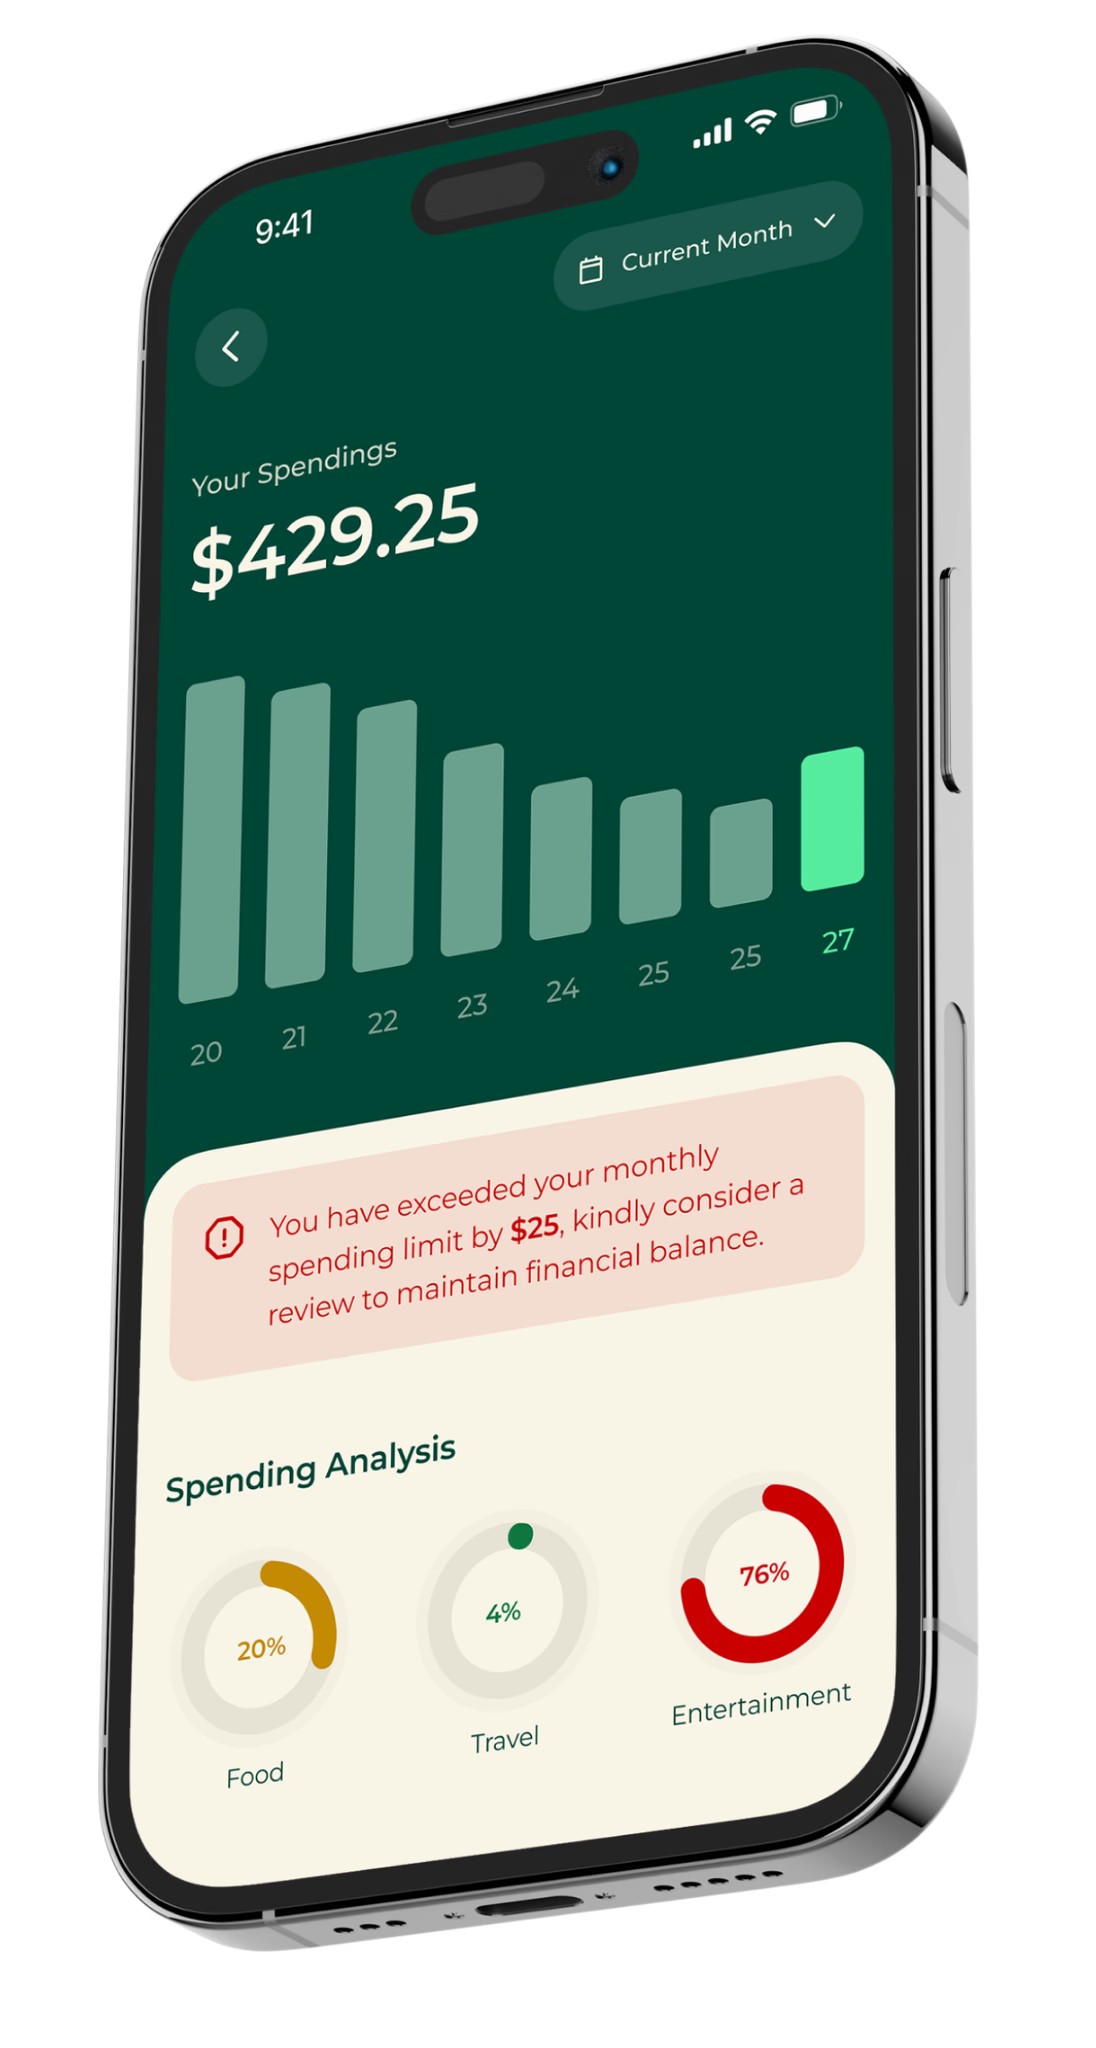 9:41
Current Month
Your Spendings
$429.25
20 21 22 23 24 25 25 27
You have exceeded your monthly
spending limit by $25, kindly consider a
review to maintain financial balance.
Spending Analysis
20% 4% 76%
Food Travel Entertainment